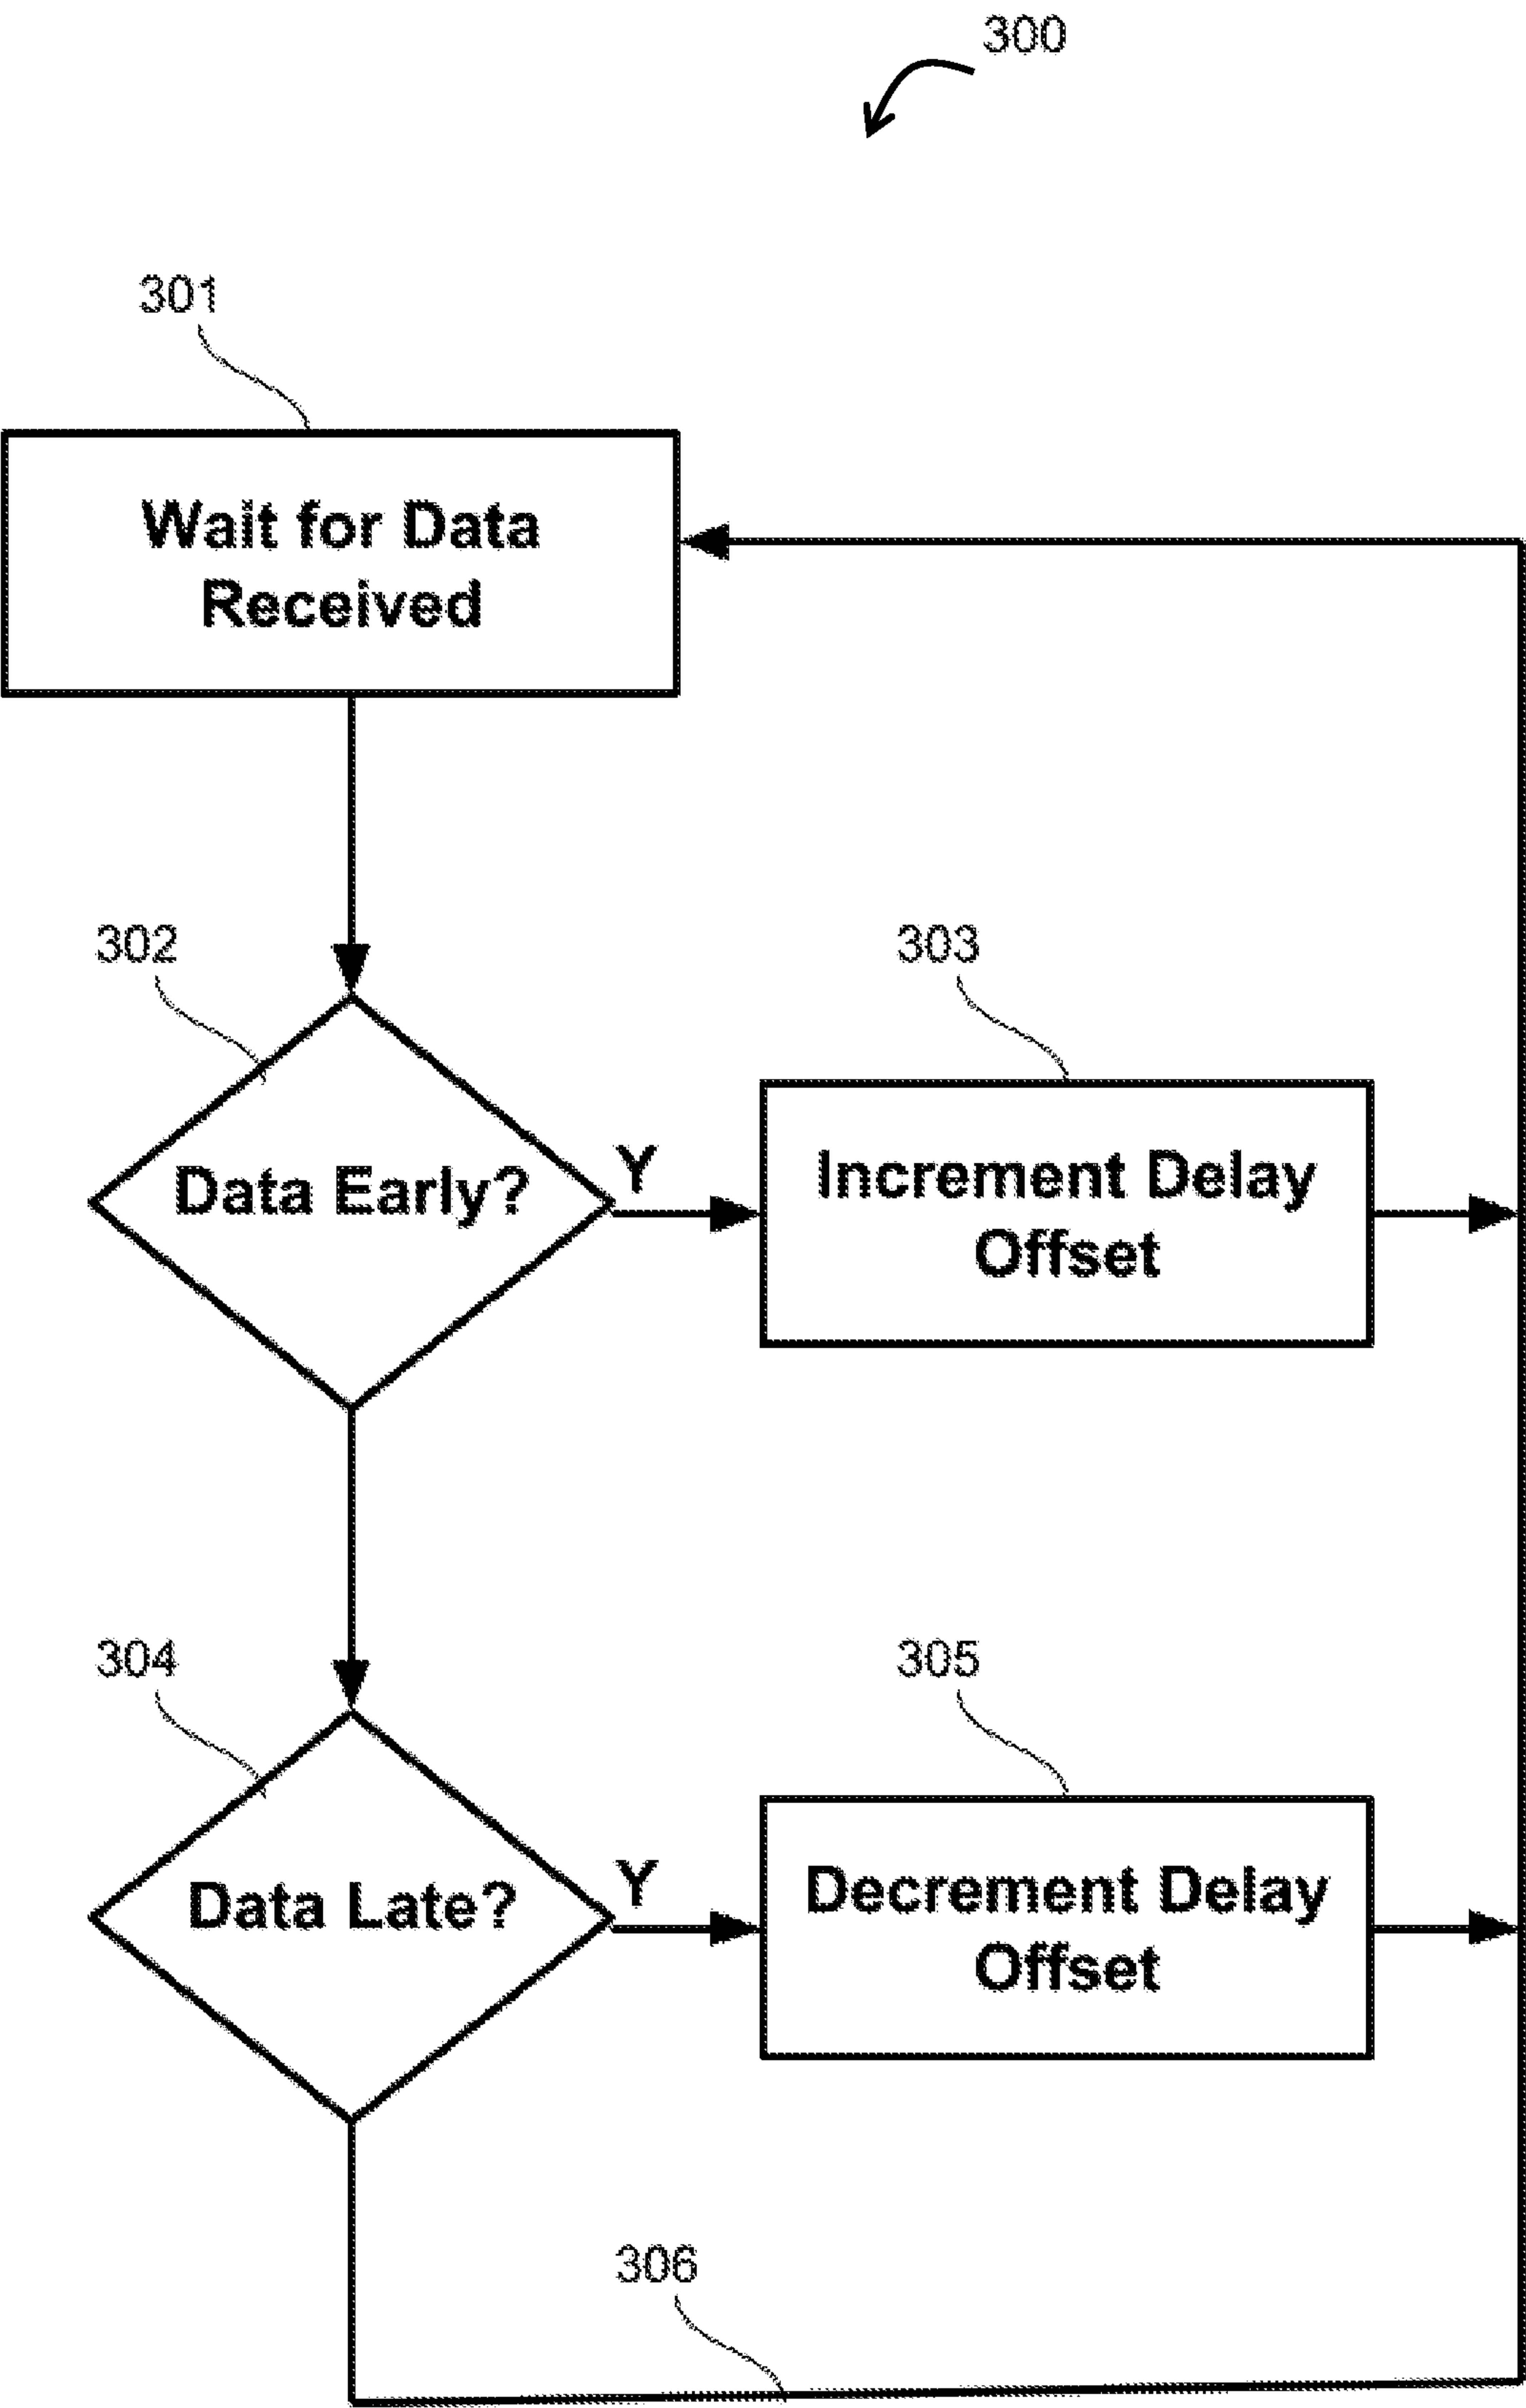 300
301
Wait for Data
Received
302
303
Data Early?
Y
Increment Delay
Offset
304
305
Data Late?
Y
Decrement Delay
Offset
306